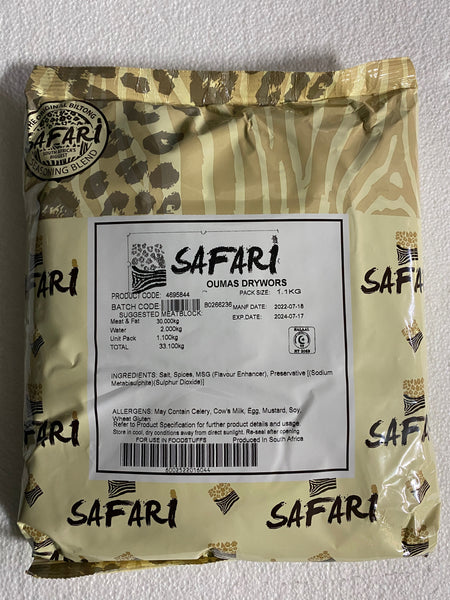 THE ORIGINAL BILTONG
SAFARI
SOUTH AFRICA'S
BIGGEST
SEASONING BLEND
SAFARI
OUMAS DRYWORS
PRODUCT CODE: 4695844
PACK SIZE: 1.1KG
BATCH CODE: 80266236
MANF DATE: 2022-07-18
EXP.DATE: 2024-07-17
SUGGESTED MEATBLOCK:
Meat & Fat 30.000kg
Water 2.000kg
Unit Pack 1.100kg
TOTAL 33.100kg
INGREDIENTS: Salt, Spices, MSG (Flavour Enhancer), Preservative [(Sodium
Metabisulphite)(Sulphur Dioxide)]
ALLERGENS: May Contain Celery, Cow's Milk, Egg, Mustard, Soy,
Wheat Gluten
Refer to Product Specification for further product details and usage.
Store in cool, dry conditions away from direct sunlight. Re-seal after opening
FOR USE IN FOODSTUFFS Produced In South Africa
6002522016044
SAFARI
SAFARI
SAFARI
SAFARI